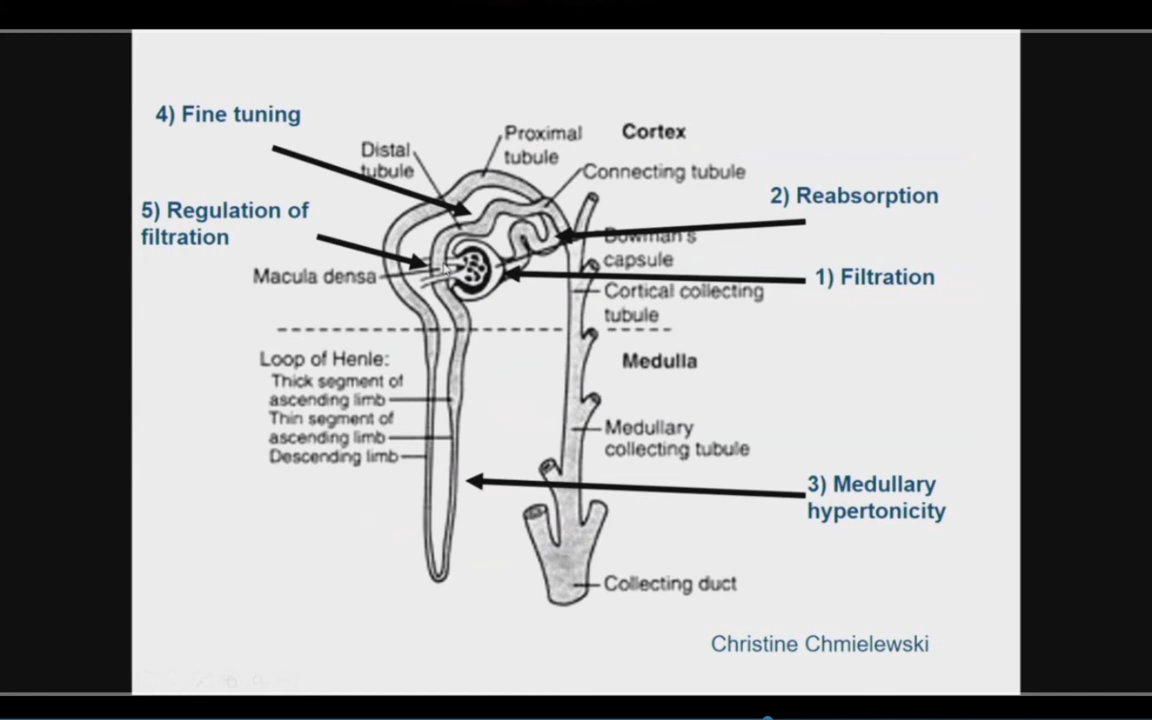 4) Fine tuning
Proximal
tubule
Cortex
Distal
tubule
Connecting tubule
2) Reabsorption
5) Regulation of
filtration
Bowman's
capsule
Macula densa
1) Filtration
Cortical collecting
tubule
Loop of Henle:
Thick segment of
ascending limb
Thin segment of
ascending limb
Descending limb
Medulla
Medullary
collecting tubule
3) Medullary
hypertonicity
Collecting duct
Christine Chmielewski